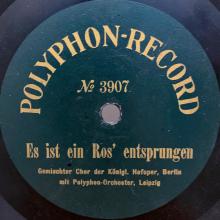 POLYPHON-RECORD
No 3907
Es ist ein Ros' entsprungen
Gemischter Chor der Königl. Hofoper, Berlin
mit Polyphon-Orchester, Leipzig